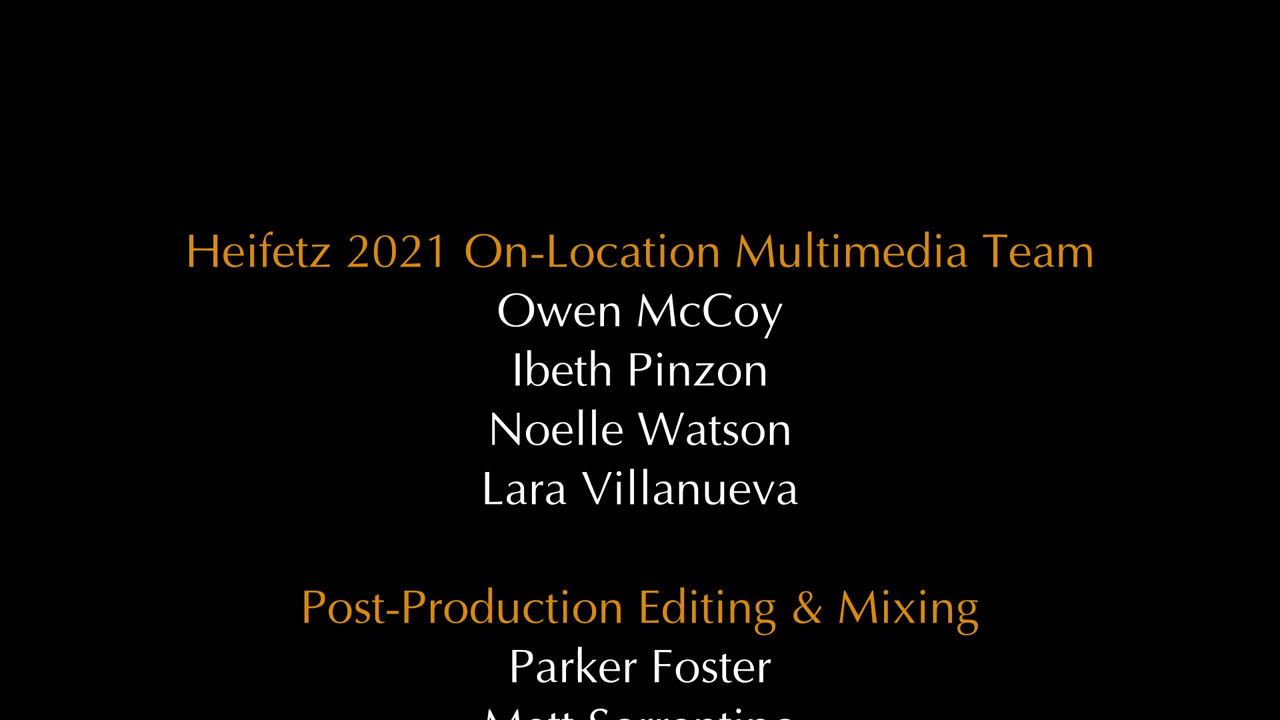 Heifetz 2021 On-Location Multimedia Team
Owen McCoy
Ibeth Pinzon
Noelle Watson
Lara Villanueva
Post-Production Editing & Mixing
Parker Foster